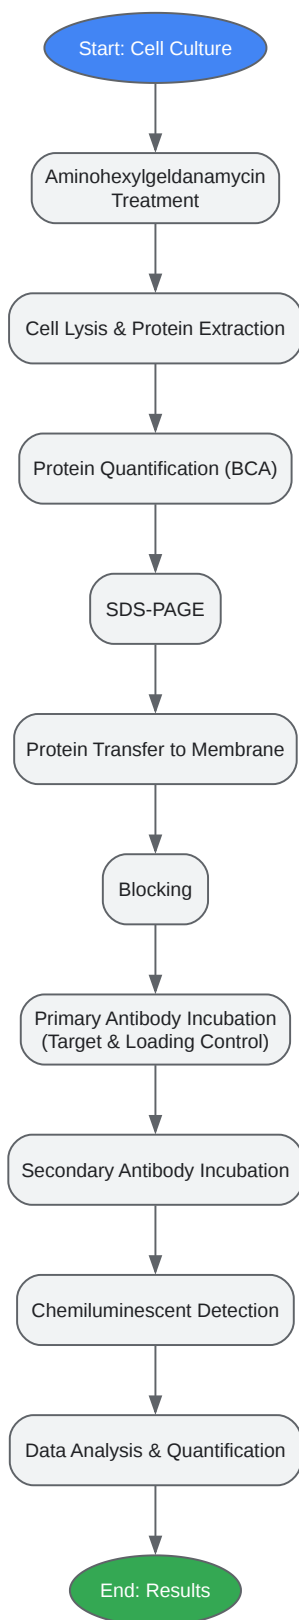 Start: Cell Culture
Aminohexylgeldanamycin
Treatment
Cell Lysis & Protein Extraction
Protein Quantification (BCA)
SDS-PAGE
Protein Transfer to Membrane
Blocking
Primary Antibody Incubation
(Target & Loading Control)
Secondary Antibody Incubation
Chemiluminescent Detection
Data Analysis & Quantification
End: Results